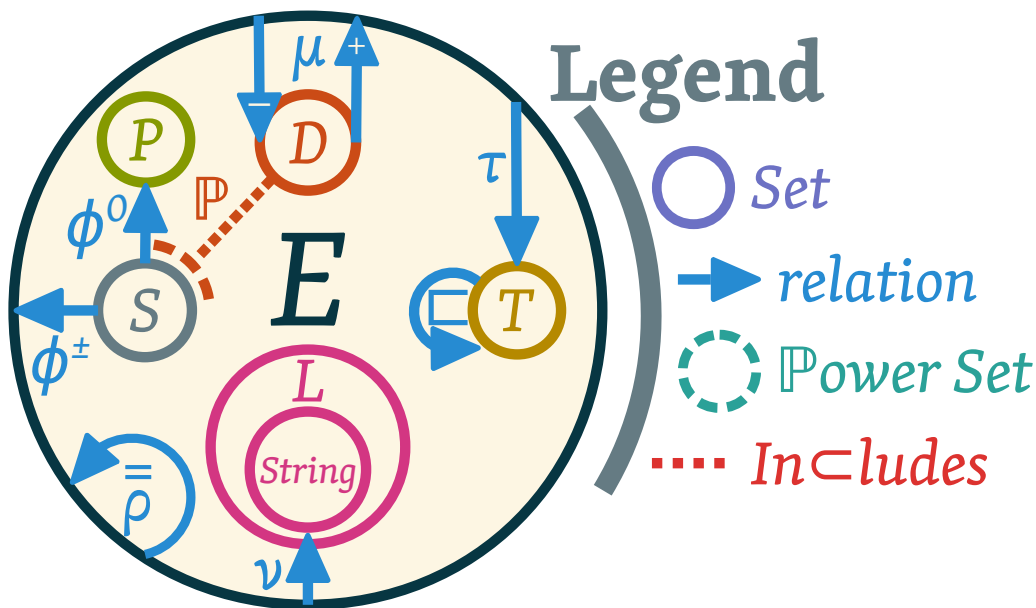 μ
+
−
P
D
τ
ℙ
ϕ⁰
E
S
⊏
T
ϕ±
L
String
=
ρ
ν
Legend
Set
relation
ℙower Set
In⊂ludes